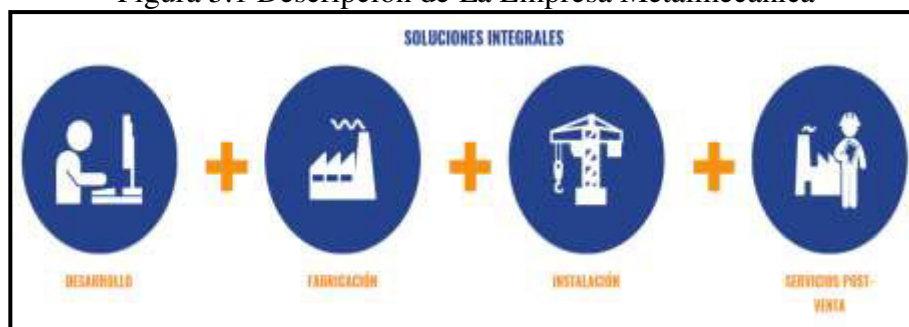 Figura 3.1 Descripción de La Empresa Metalmecánica
SOLUCIONES INTEGRALES
DESARROLLO
FABRICACIÓN
INSTALACIÓN
SERVICIOS POST-
VENTA